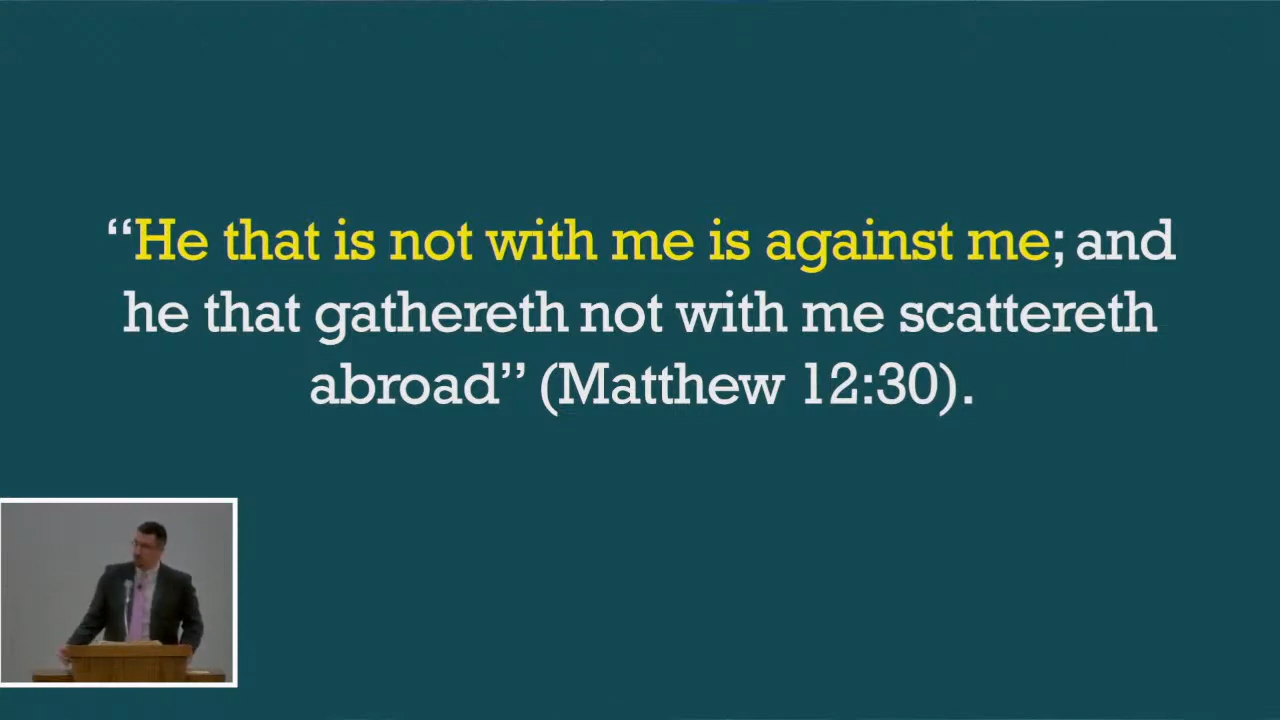 “He that is not with me is against me; and
he that gathereth not with me scattereth
abroad” (Matthew 12:30).